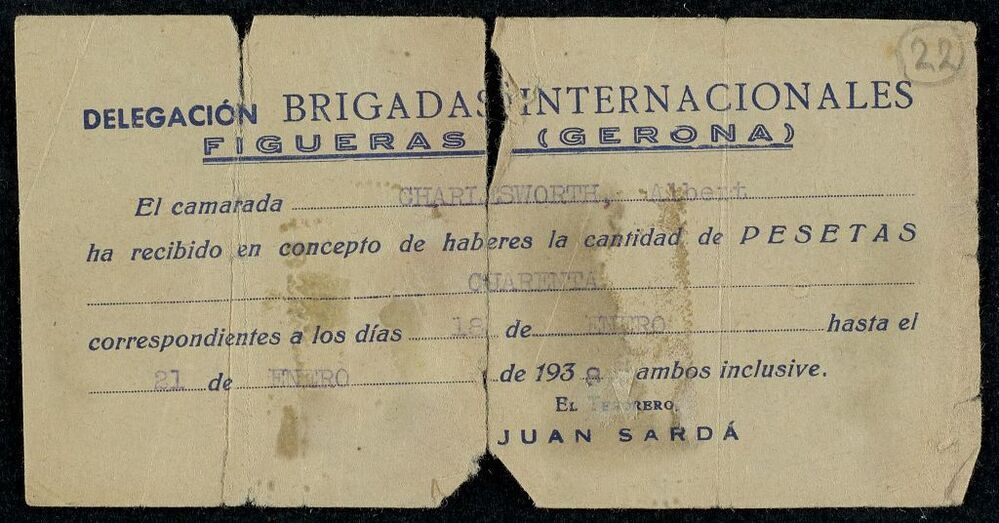 22
DELEGACIÓN BRIGADAS INTERNACIONALES
FIGUERAS (GERONA)
El camarada CHARLESWORTH, Albert
ha recibido en concepto de haberes la cantidad de PESETAS
CUARENTA
correspondientes a los días 18 de ENERO hasta el
21 de ENERO de 1938 ambos inclusive.
EL TESORERO,
JUAN SARDÁ